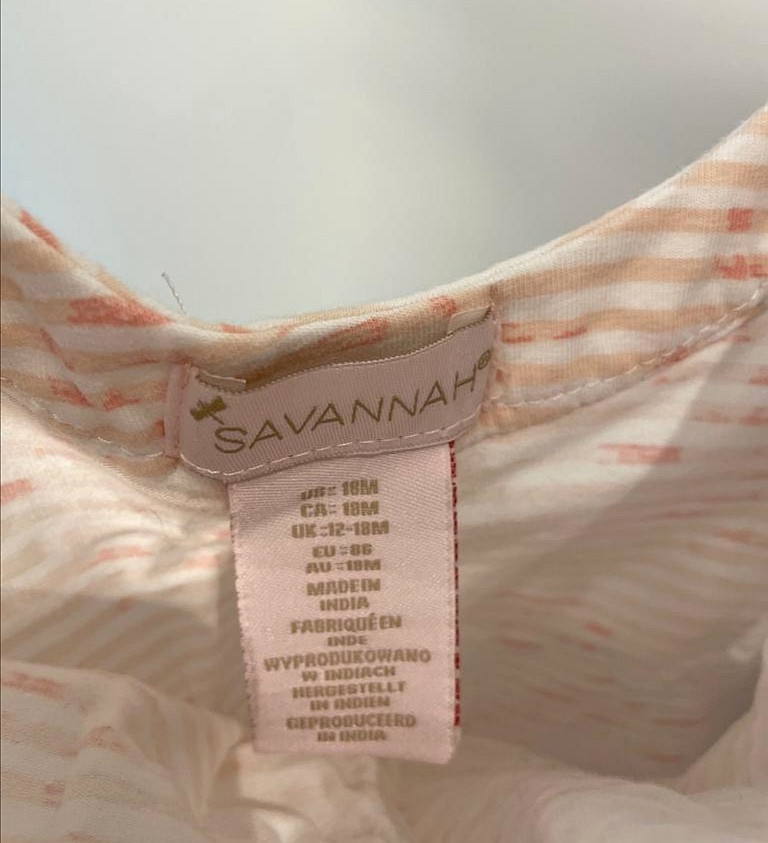 SAVANNAH®
US= 18M
CA= 18M
UK=12-18M
EU=86
AU=18M
MADE IN
INDIA
FABRIQUÉ EN
INDE
WYPRODUKOWANO
W INDIACH
HERGESTELLT
IN INDIEN
GEPRODUCEERD
IN INDIA